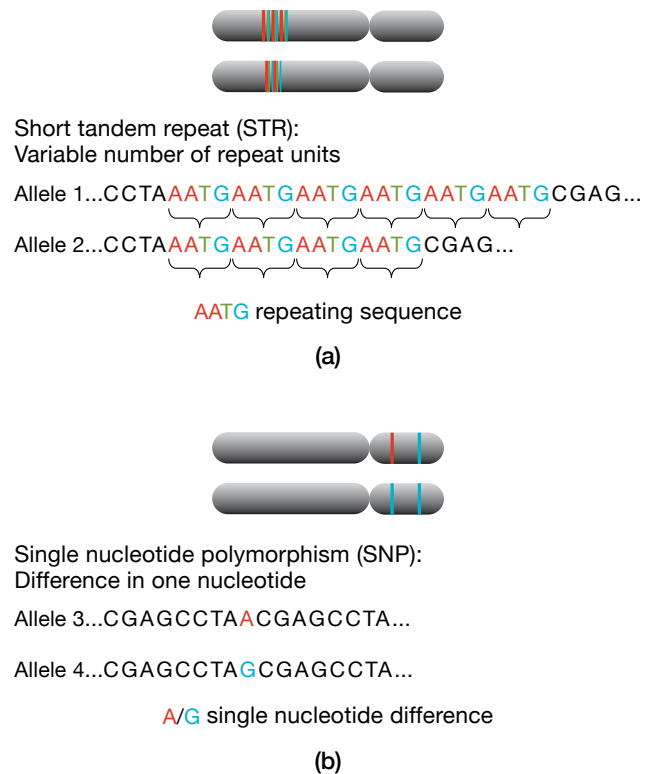 Short tandem repeat (STR):
Variable number of repeat units
Allele 1...CCTAAATGAATGAATGAATGAATGAATGCGAG...
Allele 2...CCTAAATGAATGAATGAATGCGAG...
AATG repeating sequence
(a)
Single nucleotide polymorphism (SNP):
Difference in one nucleotide
Allele 3...CGAGCCTAACGAGCCTA...
Allele 4...CGAGCCTAGCGAGCCTA...
A/G single nucleotide difference
(b)